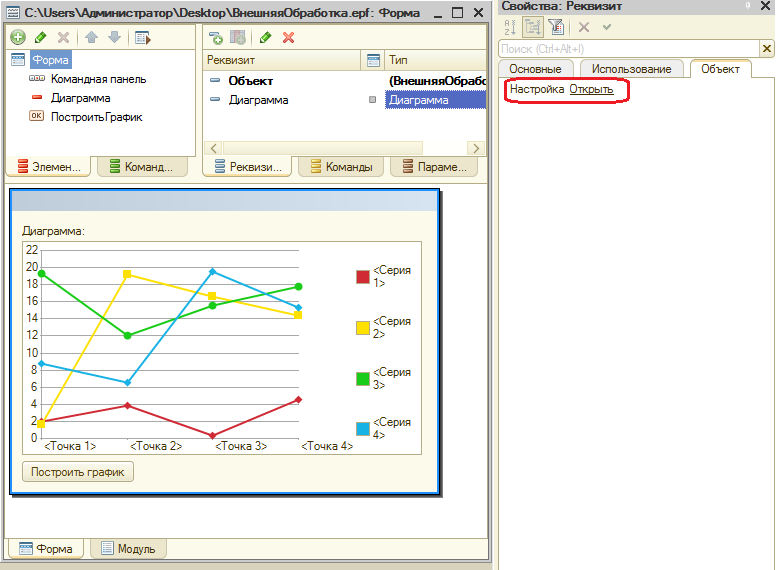 C:\Users\Администратор\Desktop\ВнешняяОбработка.epf: Форма
Форма
Командная панель
Диаграмма
OK ПостроитьГрафик
Элемен...
Команд...
Реквизит
Тип
Объект
(ВнешняяОбрабо
Диаграмма
Диаграмма
Реквизи...
Команды
Параме...
Диаграмма:
22
20
18
16
14
12
10
8
6
4
2
0
<Точка 1>
<Точка 2>
<Точка 3>
<Точка 4>
<Серия
1>
<Серия
2>
<Серия
3>
<Серия
4>
Построить график
Форма
Модуль
Свойства: Реквизит
Поиск (Ctrl+Alt+I)
Основные
Использование
Объект
Настройка Открыть